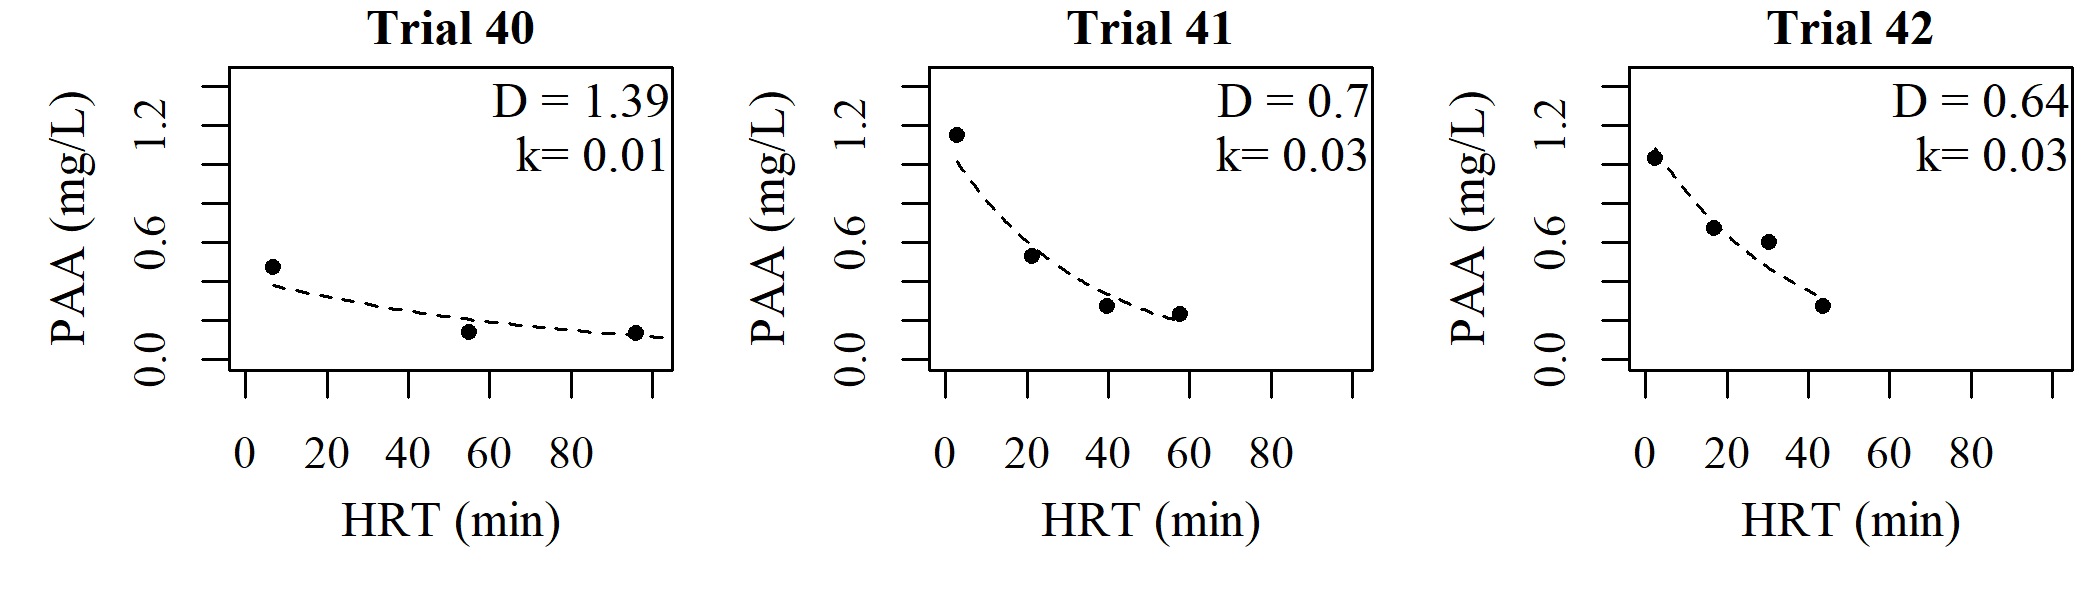 Trial 40
D = 1.39
k= 0.01
PAA (mg/L)
0.0 0.6 1.2
0 20 40 60 80
HRT (min)
Trial 41
D = 0.7
k= 0.03
PAA (mg/L)
0.0 0.6 1.2
0 20 40 60 80
HRT (min)
Trial 42
D = 0.64
k= 0.03
PAA (mg/L)
0.0 0.6 1.2
0 20 40 60 80
HRT (min)